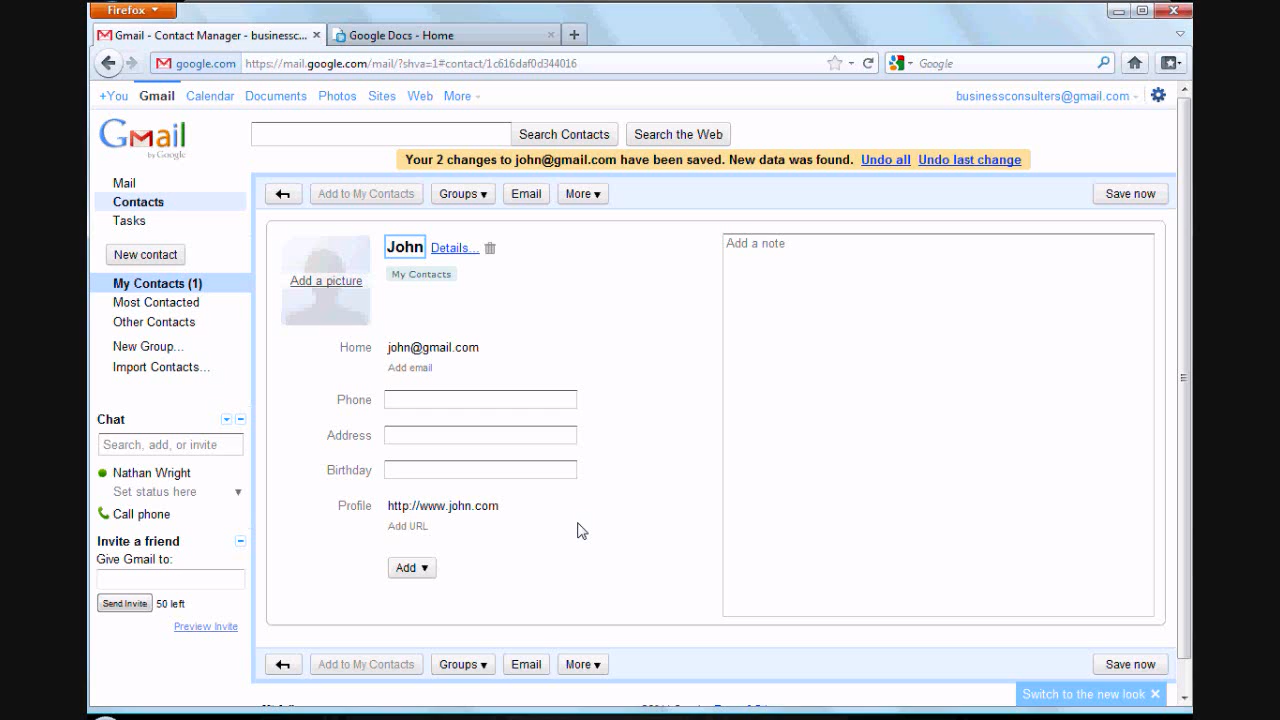 Firefox
Gmail - Contact Manager - businessc...
Google Docs - Home
google.com
https://mail.google.com/mail/?shva=1#contact/1c616daf0d344016
Google
+You Gmail Calendar Documents Photos Sites Web More
businessconsulters@gmail.com
Gmail
by Google
Search Contacts
Search the Web
Your 2 changes to john@gmail.com have been saved. New data was found. Undo all Undo last change
Mail
Contacts
Tasks
New contact
My Contacts (1)
Most Contacted
Other Contacts
New Group...
Import Contacts...
Chat
Search, add, or invite
Nathan Wright
Set status here
Call phone
Invite a friend
Give Gmail to:
Send Invite 50 left
Preview Invite
Add to My Contacts Groups Email More Save now
Add a picture
John Details...
My Contacts
Home john@gmail.com
Add email
Phone
Address
Birthday
Profile http://www.john.com
Add URL
Add
Add a note
Add to My Contacts Groups Email More Save now
Switch to the new look